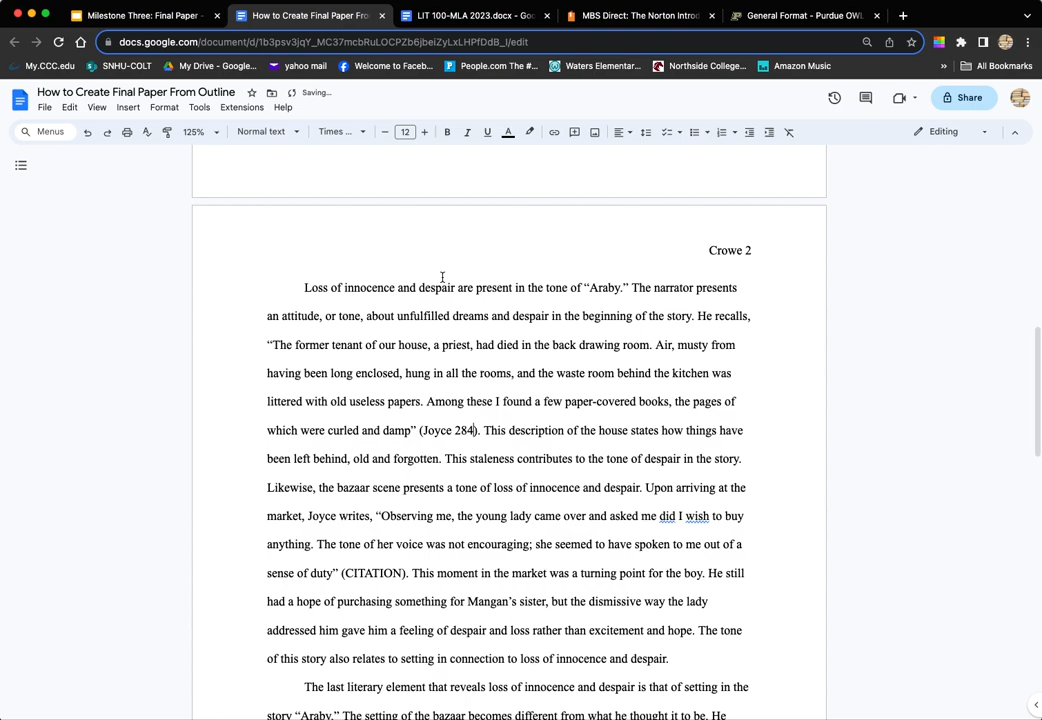 Milestone Three: Final Paper -
How to Create Final Paper Fro
LIT 100-MLA 2023.docx - Goo
MBS Direct: The Norton Introd
General Format - Purdue OWL
docs.google.com/document/d/1b3psv3jqY_MC37mcbRuLOCPZb6jbeiZyLxLHPfDdB_I/edit
My.CCC.edu
SNHU-COLT
My Drive - Google...
yahoo mail
Welcome to Faceb...
People.com The #...
Waters Elementar...
Northside College...
Amazon Music
»
All Bookmarks
How to Create Final Paper From Outline
Saving...
File Edit View Insert Format Tools Extensions Help
Share
Menus
125%
Normal text
Times ...
− 12 +
B I U A
Editing
Crowe 2
Loss of innocence and despair are present in the tone of “Araby.” The narrator presents
an attitude, or tone, about unfulfilled dreams and despair in the beginning of the story. He recalls,
“The former tenant of our house, a priest, had died in the back drawing room. Air, musty from
having been long enclosed, hung in all the rooms, and the waste room behind the kitchen was
littered with old useless papers. Among these I found a few paper-covered books, the pages of
which were curled and damp” (Joyce 284). This description of the house states how things have
been left behind, old and forgotten. This staleness contributes to the tone of despair in the story.
Likewise, the bazaar scene presents a tone of loss of innocence and despair. Upon arriving at the
market, Joyce writes, “Observing me, the young lady came over and asked me did I wish to buy
anything. The tone of her voice was not encouraging; she seemed to have spoken to me out of a
sense of duty” (CITATION). This moment in the market was a turning point for the boy. He still
had a hope of purchasing something for Mangan’s sister, but the dismissive way the lady
addressed him gave him a feeling of despair and loss rather than excitement and hope. The tone
of this story also relates to setting in connection to loss of innocence and despair.
The last literary element that reveals loss of innocence and despair is that of setting in the
story “Araby.” The setting of the bazaar becomes different from what he thought it to be. He